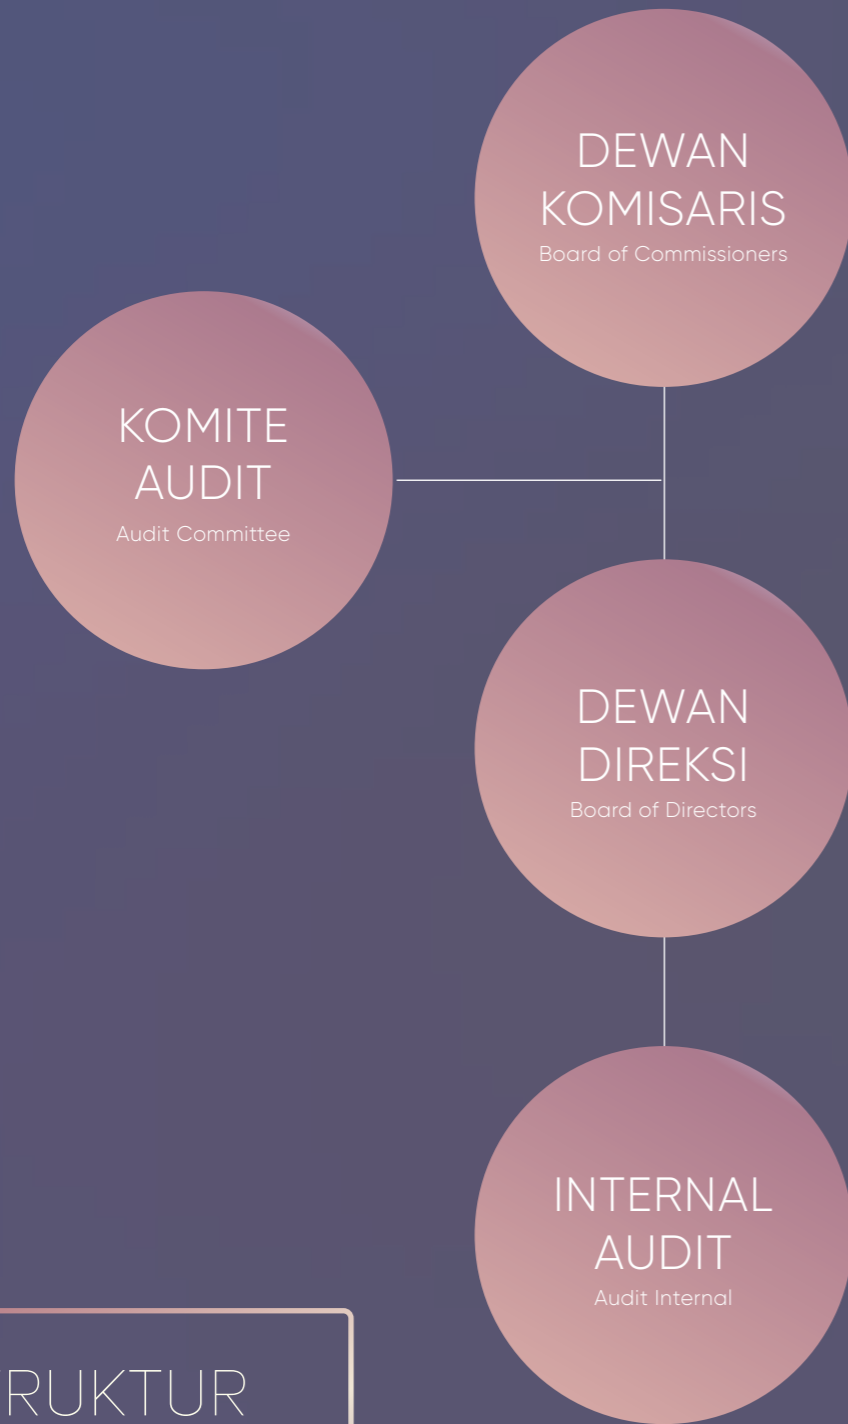 DEWAN
KOMISARIS
Board of Commissioners
KOMITE
AUDIT
Audit Committee
DEWAN
DIREKSI
Board of Directors
INTERNAL
AUDIT
Audit Internal
RUKTUR